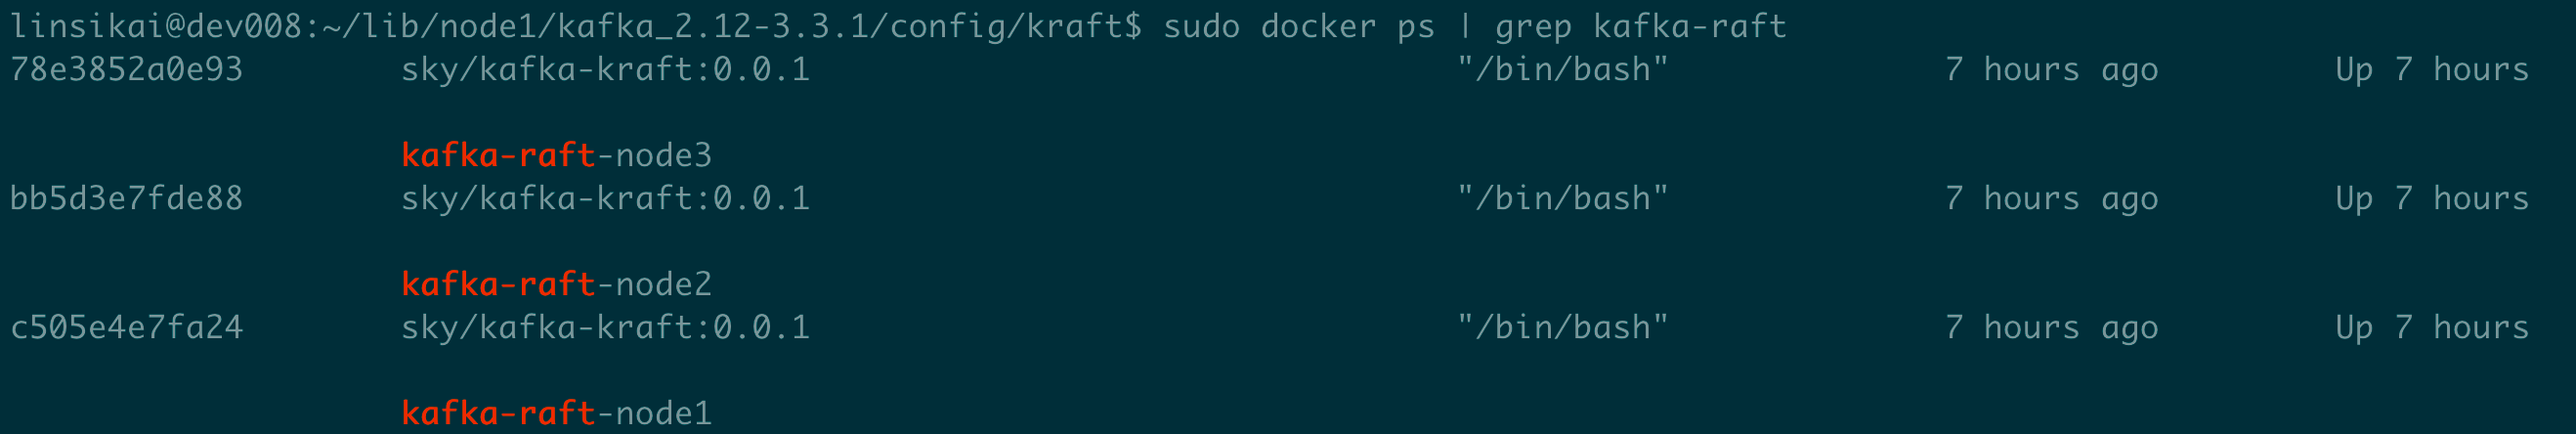 linsikai@dev008:~/lib/node1/kafka_2.12-3.3.1/config/kraft$ sudo docker ps | grep kafka-raft
78e3852a0e93        sky/kafka-kraft:0.0.1                                 "/bin/bash"              7 hours ago         Up 7 hours
kafka-raft-node3
bb5d3e7fde88        sky/kafka-kraft:0.0.1                                 "/bin/bash"              7 hours ago         Up 7 hours
kafka-raft-node2
c505e4e7fa24        sky/kafka-kraft:0.0.1                                 "/bin/bash"              7 hours ago         Up 7 hours
kafka-raft-node1